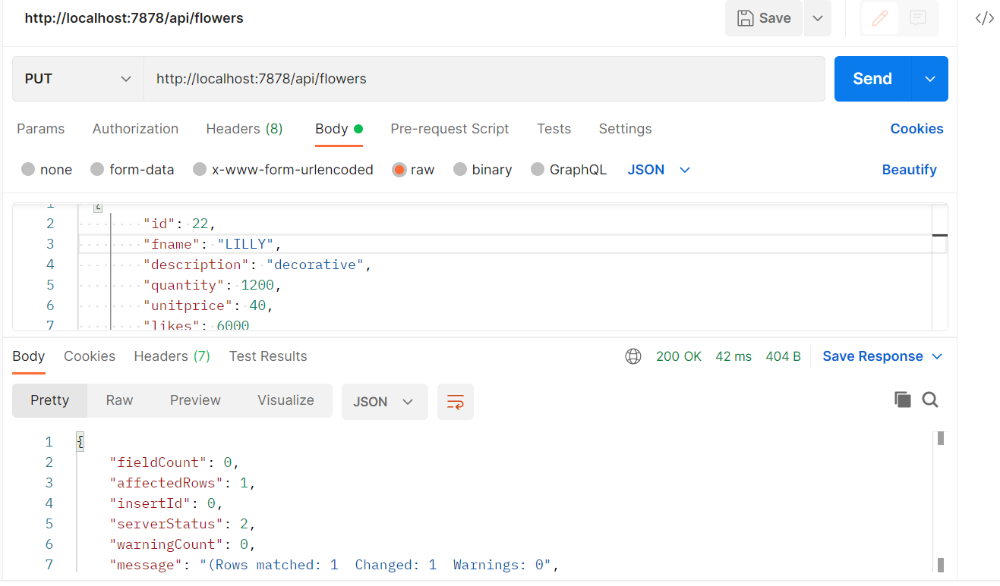 http://localhost:7878/api/flowers
Save
</>
PUT
http://localhost:7878/api/flowers
Send
Params Authorization Headers (8) Body Pre-request Script Tests Settings Cookies
none form-data x-www-form-urlencoded raw binary GraphQL JSON Beautify
1 {
2 "id": 22,
3 "fname": "LILLY",
4 "description": "decorative",
5 "quantity": 1200,
6 "unitprice": 40,
7 "likes": 6000
Body Cookies Headers (7) Test Results 200 OK 42 ms 404 B Save Response
Pretty Raw Preview Visualize JSON
1 {
2 "fieldCount": 0,
3 "affectedRows": 1,
4 "insertId": 0,
5 "serverStatus": 2,
6 "warningCount": 0,
7 "message": "(Rows matched: 1  Changed: 1  Warnings: 0",